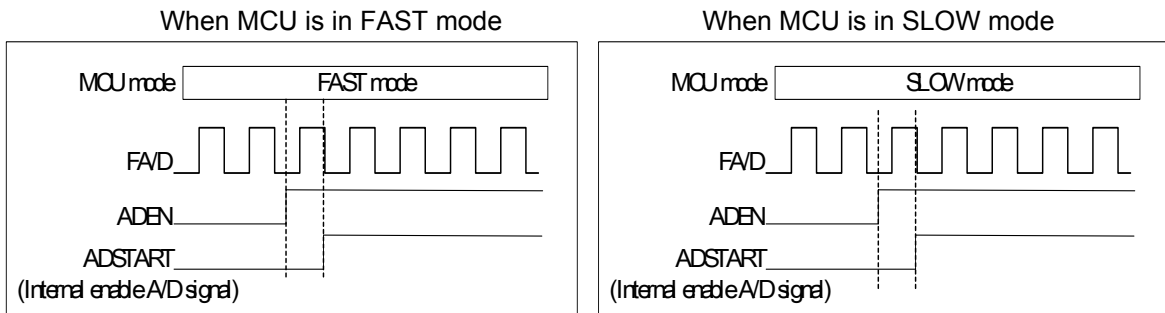 When MCU is in FAST mode
MCU mode
FAST mode
FA/D
ADEN
ADSTART
(Internal enable A/D signal)
When MCU is in SLOW mode
MCU mode
SLOW mode
FA/D
ADEN
ADSTART
(Internal enable A/D signal)